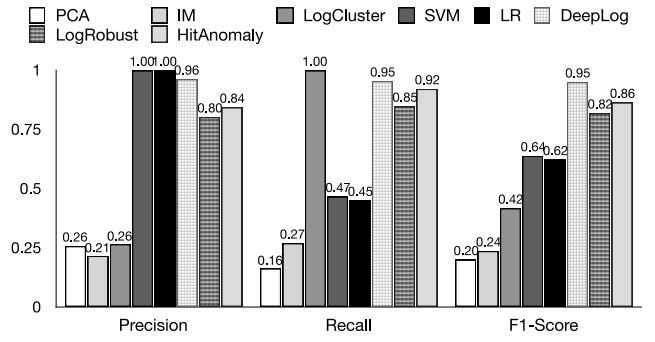 PCA IM LogCluster SVM LR DeepLog
LogRobust HitAnomaly
1
0.75
0.5
0.25
0
0.26 0.21 0.26 1.00 1.00 0.96 0.80 0.84
0.16 0.27 1.00 0.47 0.45 0.95 0.85 0.92
0.20 0.24 0.42 0.64 0.62 0.95 0.82 0.86
Precision Recall F1-Score